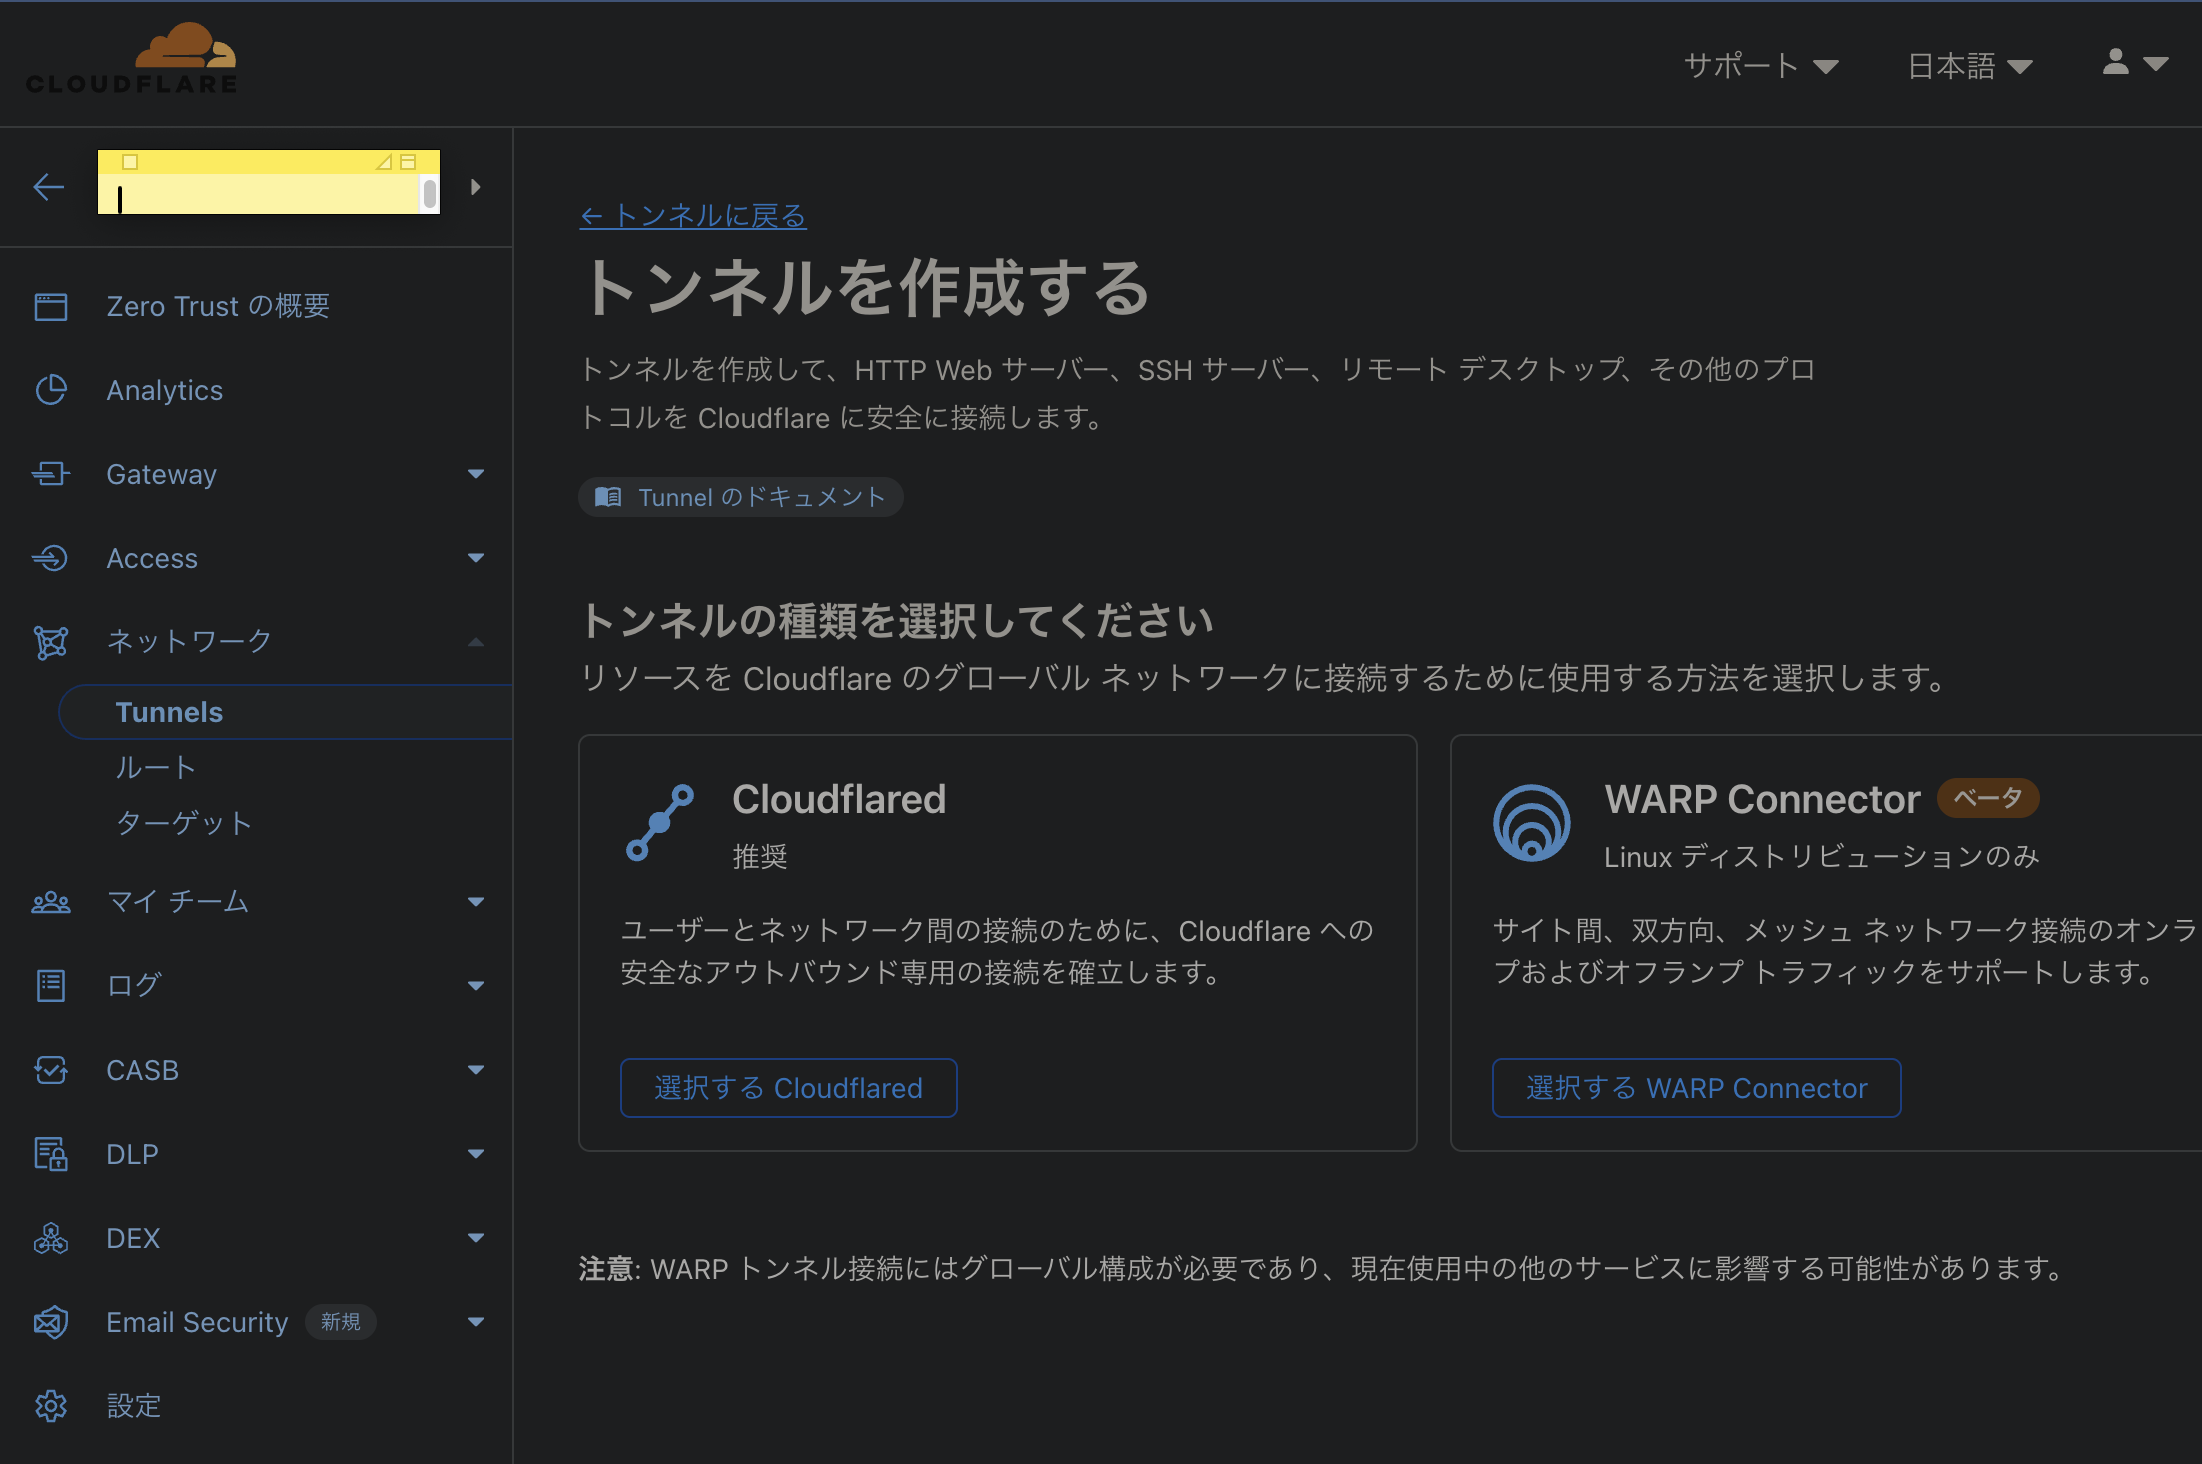 CLOUDFLARE
サポート
日本語
Zero Trust の概要
Analytics
Gateway
Access
ネットワーク
Tunnels
ルート
ターゲット
マイ チーム
ログ
CASB
DLP
DEX
Email Security 新規
設定
← トンネルに戻る
トンネルを作成する
トンネルを作成して、HTTP Web サーバー、SSH サーバー、リモート デスクトップ、その他のプロ
トコルを Cloudflare に安全に接続します。
Tunnel のドキュメント
トンネルの種類を選択してください
リソースを Cloudflare のグローバル ネットワークに接続するために使用する方法を選択します。
Cloudflared
推奨
ユーザーとネットワーク間の接続のために、Cloudflare への
安全なアウトバウンド専用の接続を確立します。
選択する Cloudflared
WARP Connector ベータ
Linux ディストリビューションのみ
サイト間、双方向、メッシュ ネットワーク接続のオンラ
プおよびオフランプ トラフィックをサポートします。
選択する WARP Connector
注意: WARP トンネル接続にはグローバル構成が必要であり、現在使用中の他のサービスに影響する可能性があります。